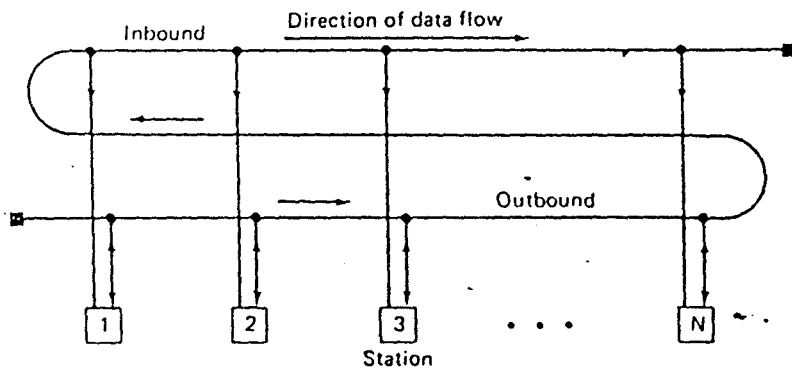 Direction of data flow
Inbound
Outbound
1
2
3
. . .
N
Station